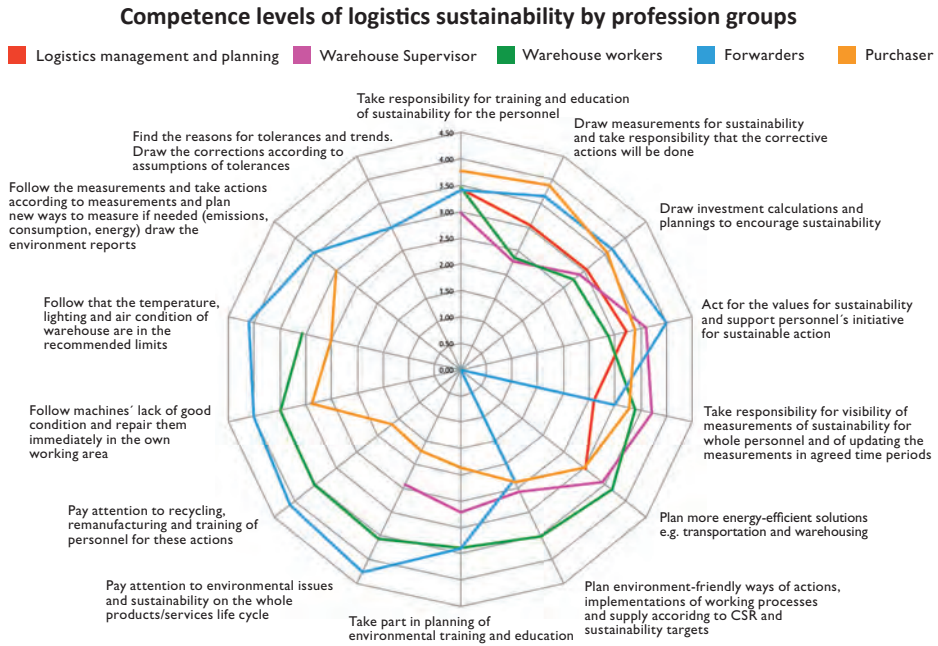 Competence levels of logistics sustainability by profession groups
Logistics management and planning
Warehouse Supervisor
Warehouse workers
Forwarders
Purchaser
Take responsibility for training and education
of sustainability for the personnel
Draw measurements for sustainability
and take responsibility that the corrective
actions will be done
Draw investment calculations and
plannings to encourage sustainability
Act for the values for sustainability
and support personnel´s initiative
for sustainable action
Take responsibility for visibility of
measurements of sustainability for
whole personnel and of updating the
measurements in agreed time periods
Plan more energy-efficient solutions
e.g. transportation and warehousing
Plan environment-friendly ways of actions,
implementations of working processes
and supply accoridng to CSR and
sustainability targets
Take part in planning of
environmental training and education
Pay attention to environmental issues
and sustainability on the whole
products/services life cycle
Pay attention to recycling,
remanufacturing and training of
personnel for these actions
Follow machines´ lack of good
condition and repair them
immediately in the own
working area
Follow that the temperature,
lighting and air condition of
warehouse are in the
recommended limits
Follow the measurements and take actions
according to measurements and plan
new ways to measure if needed (emissions,
consumption, energy) draw the
environment reports
Find the reasons for tolerances and trends.
Draw the corrections according to
assumptions of tolerances
4.50
4.00
3.50
3.00
2.50
2.00
1.50
1.00
0.50
0.00